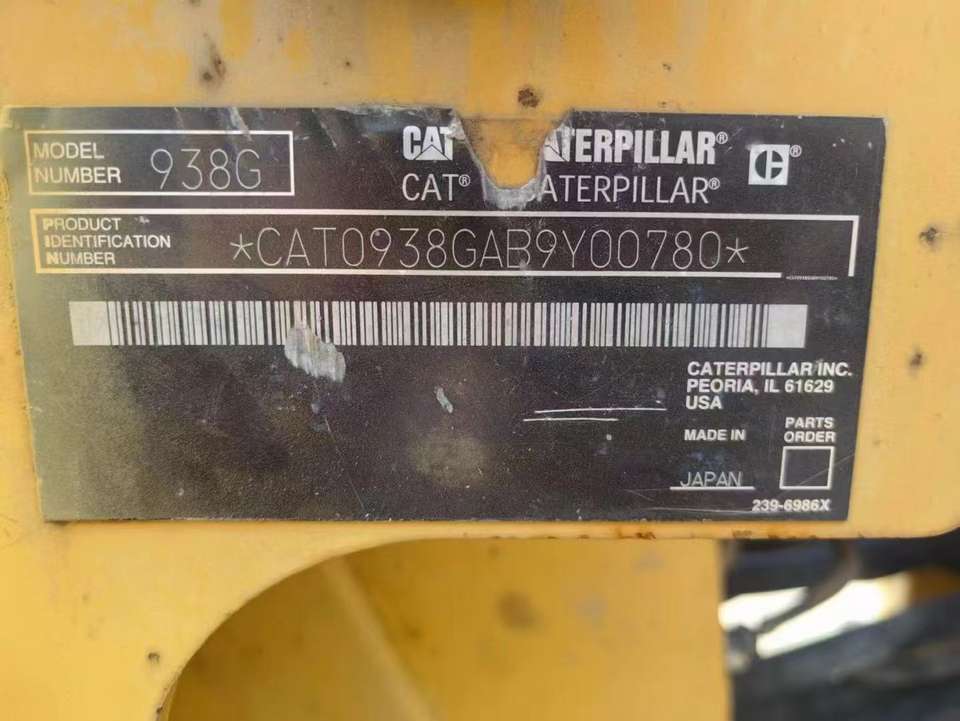 MODEL
NUMBER 938G
CAT CATERPILLAR®
CAT® CATERPILLAR®
C®
PRODUCT
IDENTIFICATION
NUMBER
*CAT0938GAB9Y00780*
*CAT0938GAB9Y00780*
CATERPILLAR INC.
PEORIA, IL 61629
USA
MADE IN
JAPAN
PARTS
ORDER
239-6986X